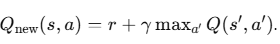 Q_new(s, a) = r + γ max_a′ Q(s′, a′).